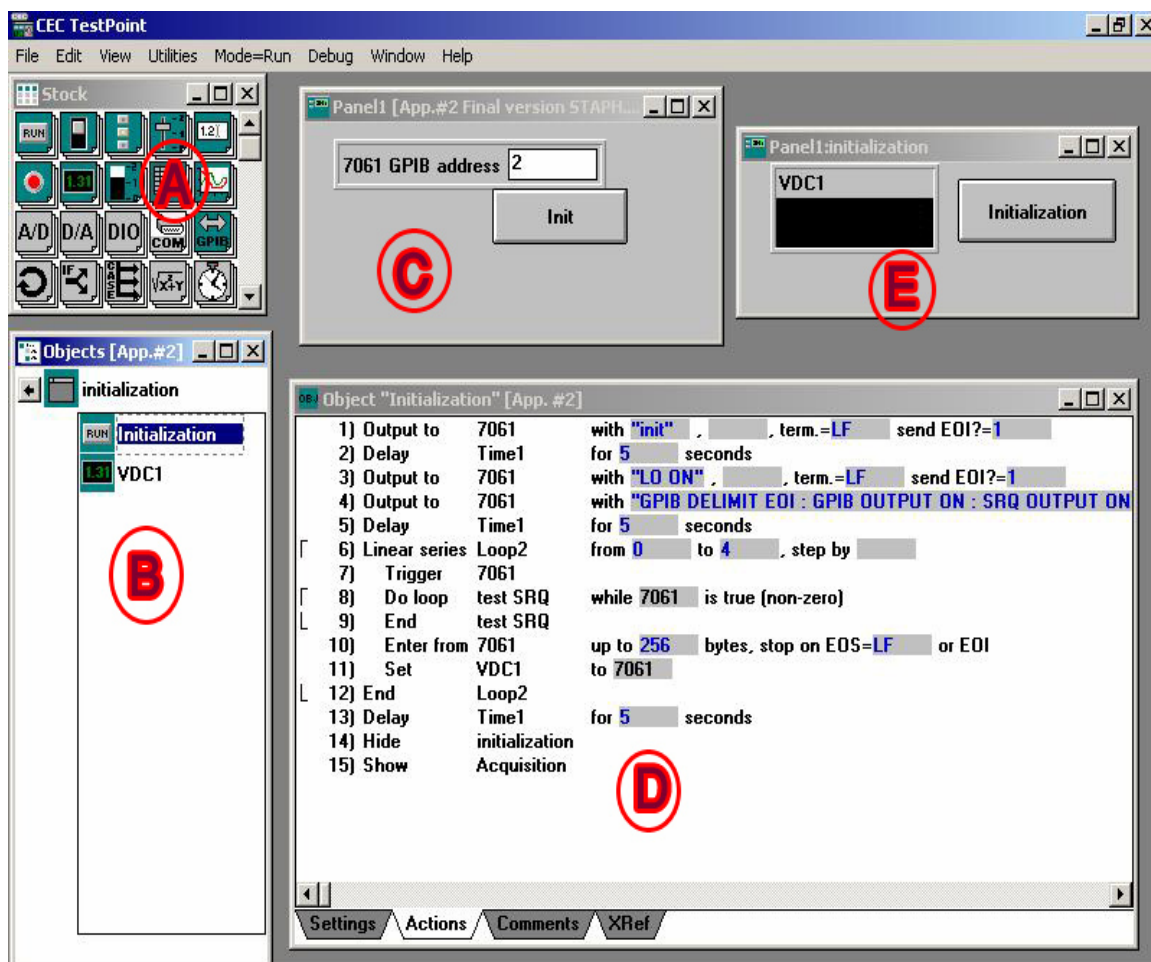 CEC TestPoint
File Edit View Utilities Mode=Run Debug Window Help
Stock
RUN 1.2
1.31 A
A/D D/A DIO COM GPIB
IF CASE
Panel1 [App.#2 Final version STAPH....
7061 GPIB address 2
Init
C
Panel1:initialization
VDC1
Initialization
E
Objects [App.#2]
initialization
RUN Initialization
1.31 VDC1
B
OBJ Object "Initialization" [App. #2]
1) Output to 7061 with "init" , , term.=LF send EOI?=1
2) Delay Time1 for 5 seconds
3) Output to 7061 with "LO ON" , , term.=LF send EOI?=1
4) Output to 7061 with "GPIB DELIMIT EOI : GPIB OUTPUT ON : SRQ OUTPUT ON
5) Delay Time1 for 5 seconds
6) Linear series Loop2 from 0 to 4 , step by
7) Trigger 7061
8) Do loop test SRQ while 7061 is true (non-zero)
9) End test SRQ
10) Enter from 7061 up to 256 bytes, stop on EOS=LF or EOI
11) Set VDC1 to 7061
12) End Loop2
13) Delay Time1 for 5 seconds
14) Hide initialization
15) Show Acquisition
D
Settings Actions Comments XRef